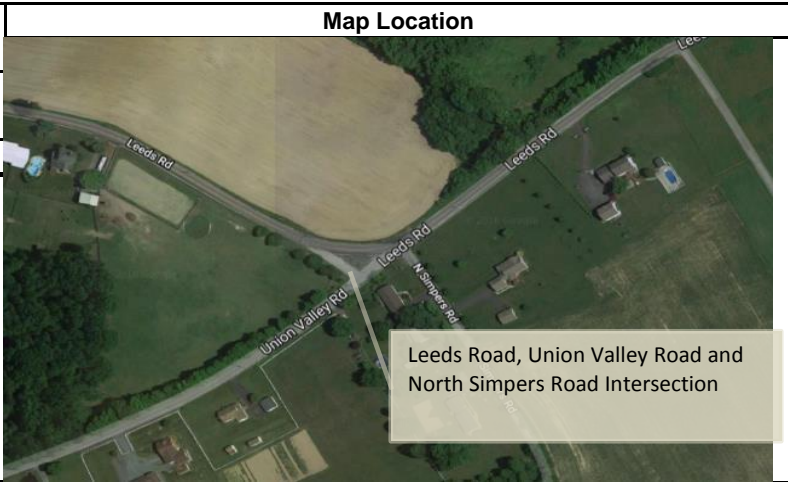 Map Location
Leeds
Leeds Rd
Leeds Rd
Leeds Rd
N Simpers Rd
Union Valley Rd
Leeds Road, Union Valley Road and
North Simpers Road Intersection
Rd